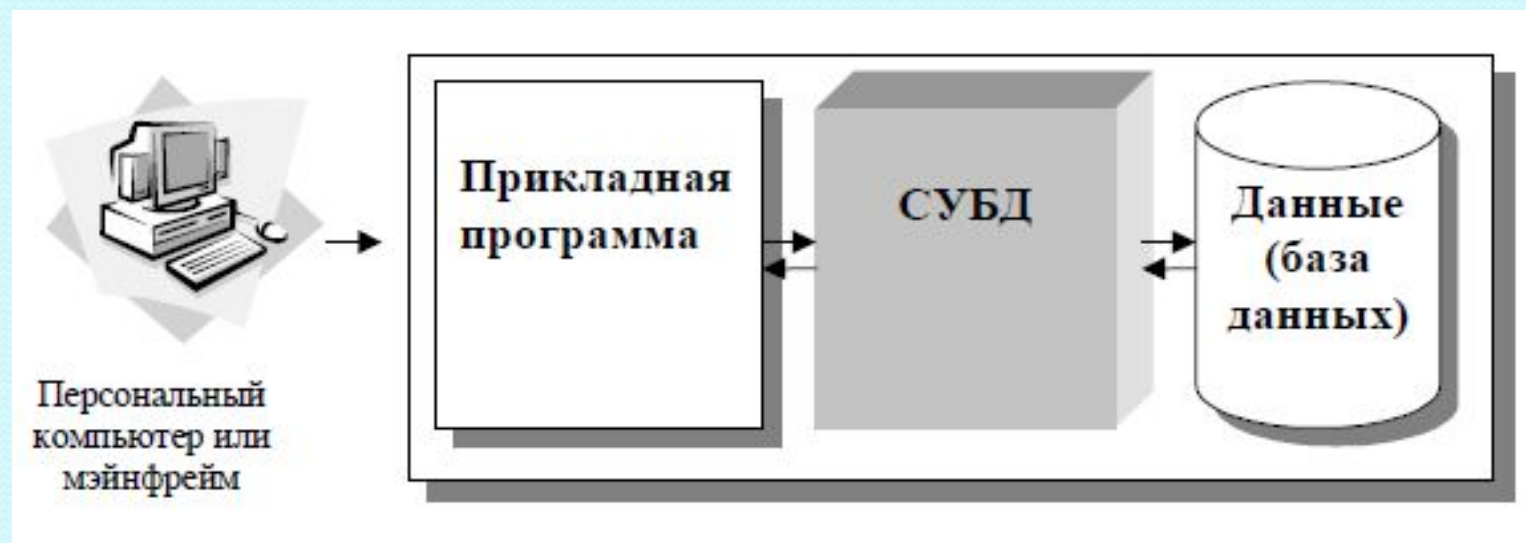 Прикладная
программа
СУБД
Данные
(база
данных)
Персональный
компьютер или
мэйнфрейм